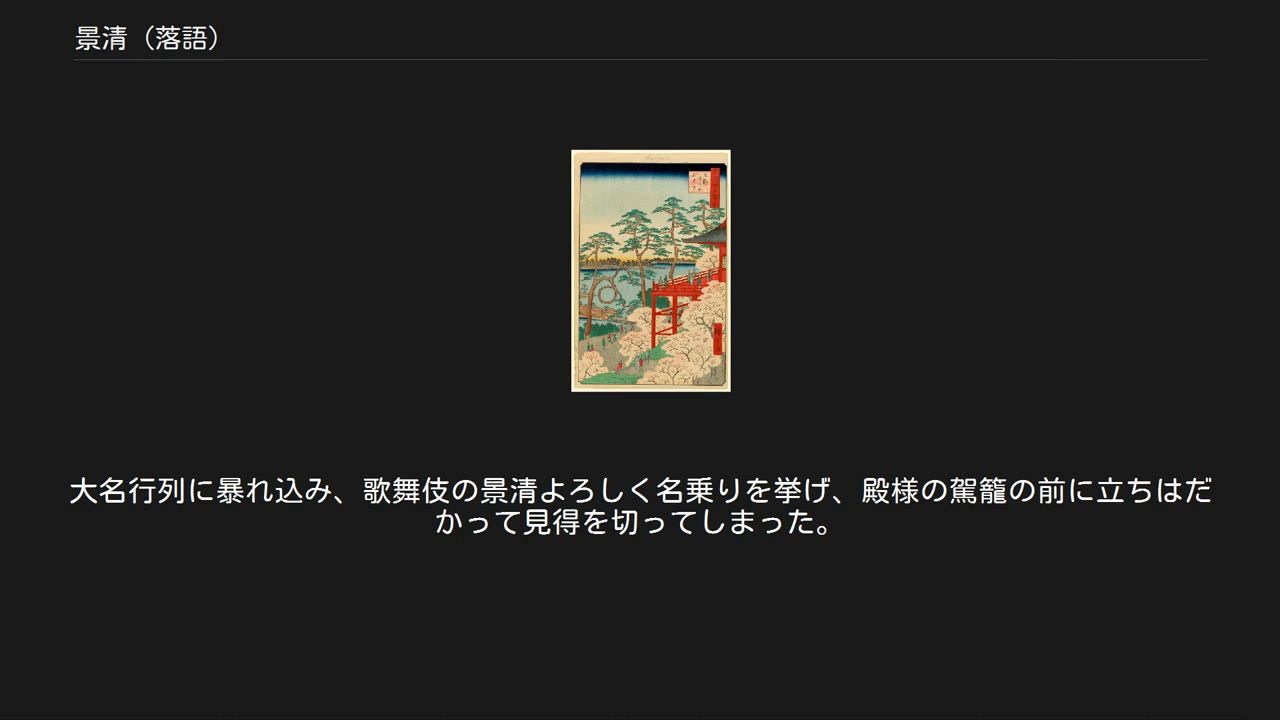 景清（落語）
大名行列に暴れ込み、歌舞伎の景清よろしく名乗りを挙げ、殿様の駕籠の前に立ちはだ
かって見得を切ってしまった。